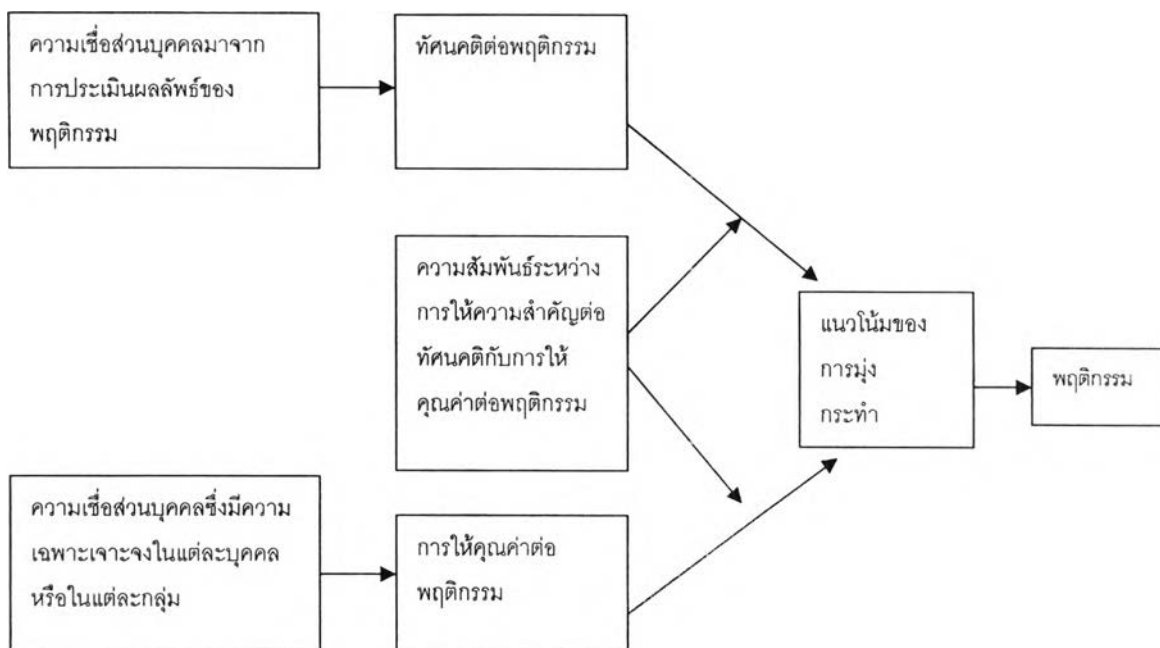 ความเชื่อส่วนบุคคลมาจาก
การประเมินผลลัพธ์ของ
พฤติกรรม
ทัศนคติต่อพฤติกรรม
ความสัมพันธ์ระหว่าง
การให้ความสำคัญต่อ
ทัศนคติกับการให้
คุณค่าต่อพฤติกรรม
แนวโน้มของ
การมุ่ง
กระทำ
พฤติกรรม
ความเชื่อส่วนบุคคลซึ่งมีความ
เฉพาะเจาะจงในแต่ละบุคคล
หรือในแต่ละกลุ่ม
การให้คุณค่าต่อ
พฤติกรรม